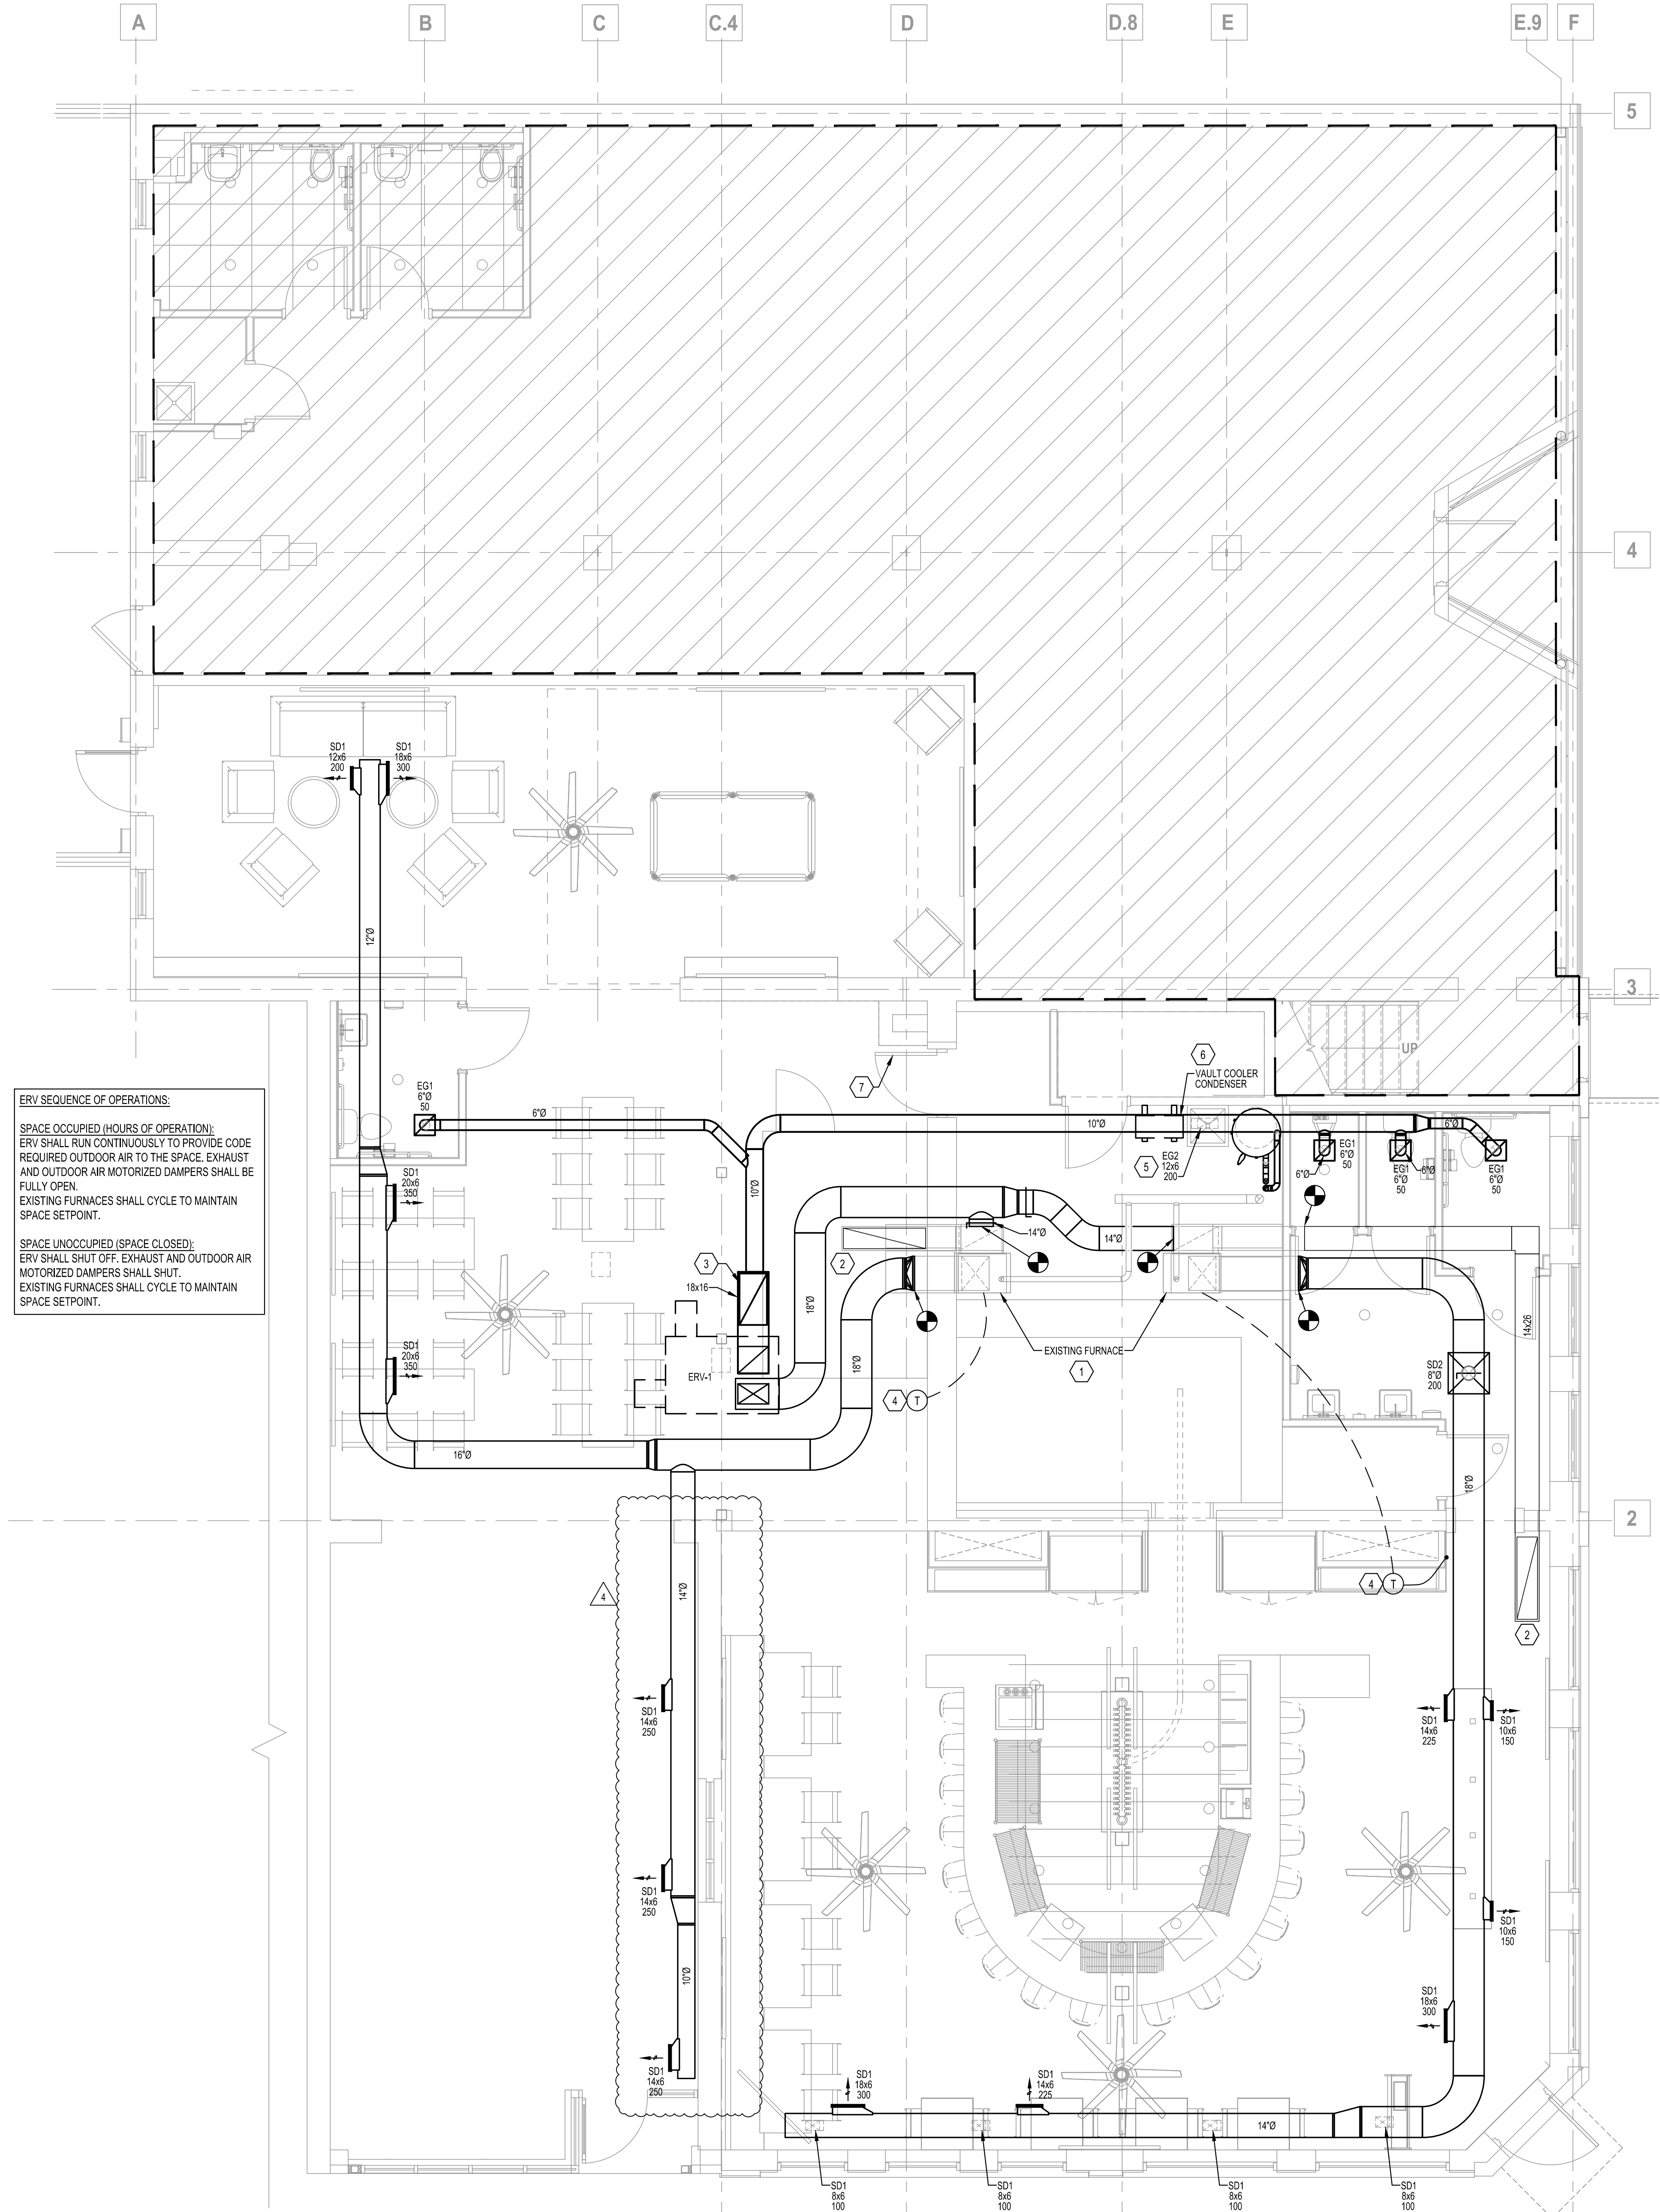 A
B
C
C.4
D
D.8
E
E.9
F
5
4
3
2
SD1
12x6
200
SD1
18x6
300
12"Ø
UP
6
VAULT COOLER
CONDENSER
7
EG1
6"Ø
50
6"Ø
10"Ø
5
EG2
12x6
200
6"Ø
EG1
6"Ø
50
6"Ø
EG1
6"Ø
50
6"Ø
EG1
6"Ø
50
ERV SEQUENCE OF OPERATIONS:
SPACE OCCUPIED (HOURS OF OPERATION):
ERV SHALL RUN CONTINUOUSLY TO PROVIDE CODE
REQUIRED OUTDOOR AIR TO THE SPACE. EXHAUST
AND OUTDOOR AIR MOTORIZED DAMPERS SHALL BE
FULLY OPEN.
EXISTING FURNACES SHALL CYCLE TO MAINTAIN
SPACE SETPOINT.
SPACE UNOCCUPIED (SPACE CLOSED):
ERV SHALL SHUT OFF. EXHAUST AND OUTDOOR AIR
MOTORIZED DAMPERS SHALL SHUT.
EXISTING FURNACES SHALL CYCLE TO MAINTAIN
SPACE SETPOINT.
SD1
20x6
350
10"Ø
14"Ø
14"Ø
3
18x16
2
18"Ø
18"Ø
14x26
EXISTING FURNACE
1
SD1
20x6
350
ERV-1
4
T
SD2
8"Ø
200
16"Ø
18"Ø
4
14"Ø
4
T
2
SD1
14x6
250
SD1
14x6
225
SD1
10x6
150
SD1
14x6
250
SD1
10x6
150
10"Ø
SD1
18x6
300
SD1
14x6
250
SD1
18x6
300
SD1
14x6
225
14"Ø
SD1
8x6
100
SD1
8x6
100
SD1
8x6
100
SD1
8x6
100